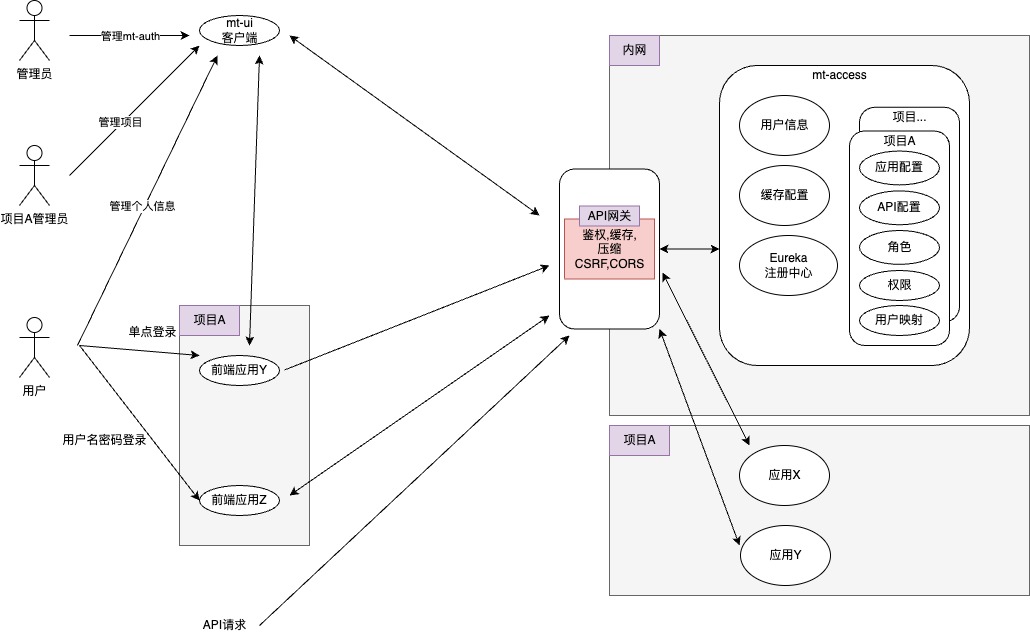 管理员
管理mt-auth
mt-ui
客户端
管理项目
项目A管理员
管理个人信息
用户
单点登录
用户名密码登录
项目A
前端应用Y
前端应用Z
API请求
API网关
鉴权,缓存,
压缩
CSRF,CORS
内网
mt-access
用户信息
缓存配置
Eureka
注册中心
项目...
项目A
应用配置
API配置
角色
权限
用户映射
项目A
应用X
应用Y